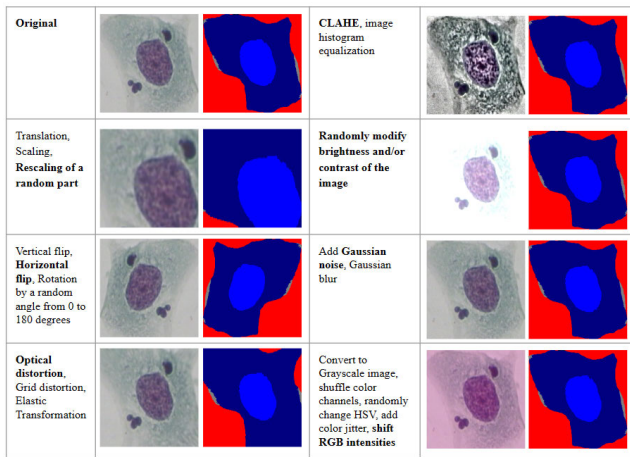 Original
CLAHE, image
histogram
equalization
Translation,
Scaling,
Rescaling of a
random part
Randomly modify
brightness and/or
contrast of the
image
Vertical flip,
Horizontal
flip, Rotation
by a random
angle from 0 to
180 degrees
Add Gaussian
noise, Gaussian
blur
Optical
distortion,
Grid distortion,
Elastic
Transformation
Convert to
Grayscale image,
shuffle color
channels, randomly
change HSV, add
color jitter, shift
RGB intensities